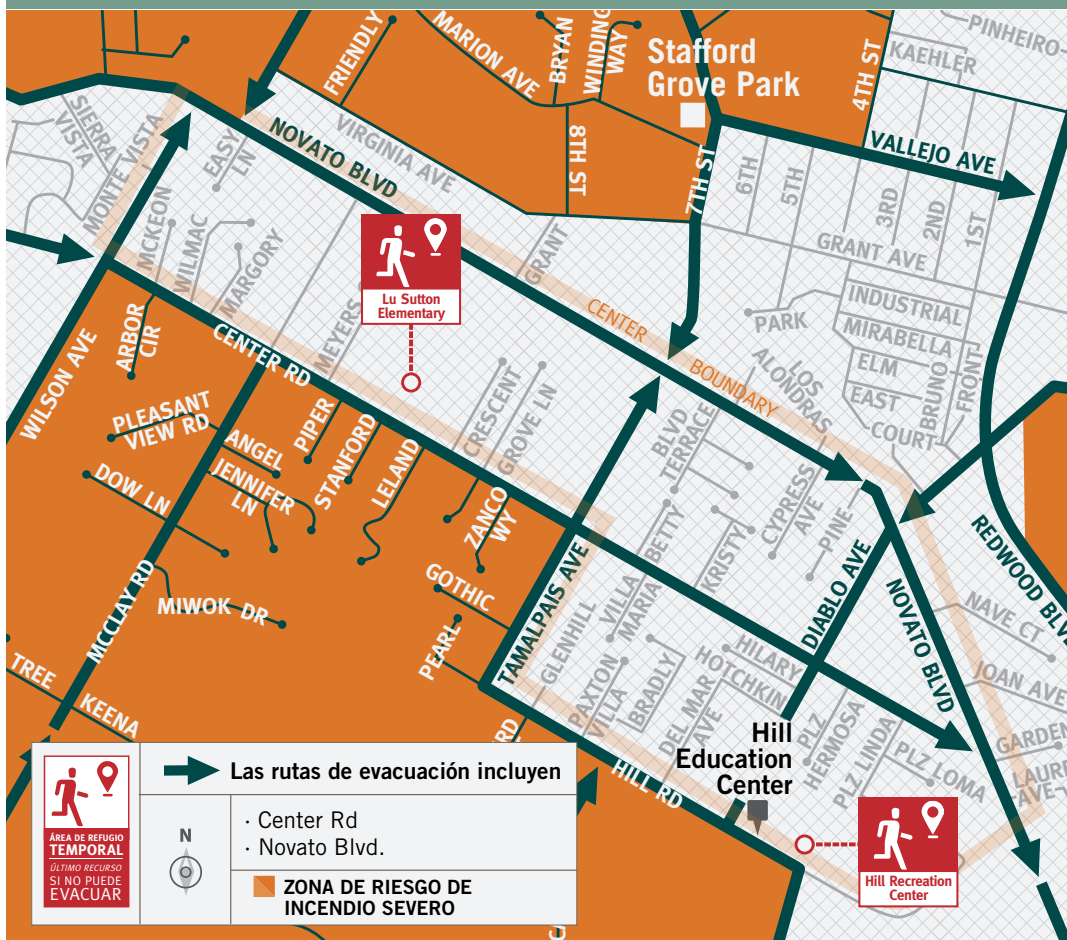 PINHEIRO
KAEHLER
MARION AVE
BRYAN
WINDING
WAY
FRIENDLY
Stafford
Grove Park
4TH ST
VALLEJO AVE
SIERRA
VISTA
MONTE VISTA
EASY
LN
NOVATO BLVD
VIRGINIA AVE
8TH ST
7TH ST
6TH
5TH
3RD
2ND
1ST
GRANT AVE
MCKEON
WILMAC
MARGORY
MEYERS
Lu Sutton
Elementary
GRANT
CENTER
BOUNDARY
PARK
INDUSTRIAL
MIRABELLA
ELM
EAST
COURT
BRUNO
FRONT
LOS
ALONDRAS
WILSON AVE
ARBOR
CIR
CENTER RD
PLEASANT
VIEW RD
ANGEL
PIPER
STANFORD
LELAND
CRESCENT
GROVE LN
BLVD
TERRACE
CYPRESS
AVE
PINE
DOW LN
JENNIFER
LN
ZANCO
WY
BETTY
KRISTY
REDWOOD BLVD
MCCLAY RD
MIWOK DR
GOTHIC
PEARL
TAMALPAIS AVE
GLENHILL
VILLA
MARIA
DIABLO AVE
NOVATO BLVD
NAVE CT
JOAN AVE
TREE
KEENA
PAXTON
VILLA
BRADLY
DEL MAR
AVE
HOTCHKIN
HILARY
PLZ
HERMOSA
PLZ LINDA
PLZ LOMA
GARDEN
LAURE
AVE
RD
HILL RD
Hill
Education
Center
Hill Recreation
Center
ÁREA DE REFUGIO
TEMPORAL
ÚLTIMO RECURSO
SI NO PUEDE
EVACUAR
Las rutas de evacuación incluyen
N
· Center Rd
· Novato Blvd.
ZONA DE RIESGO DE
INCENDIO SEVERO